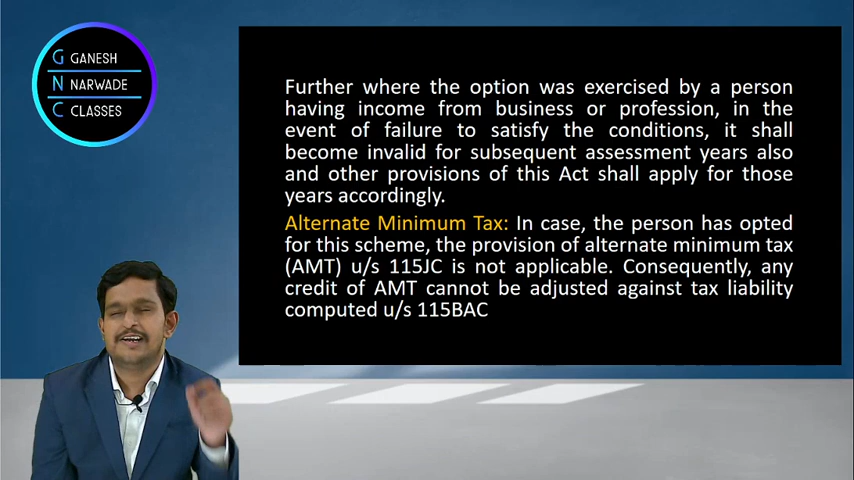 G GANESH
N NARWADE
C CLASSES
Further where the option was exercised by a person
having income from business or profession, in the
event of failure to satisfy the conditions, it shall
become invalid for subsequent assessment years also
and other provisions of this Act shall apply for those
years accordingly.
Alternate Minimum Tax: In case, the person has opted
for this scheme, the provision of alternate minimum tax
(AMT) u/s 115JC is not applicable. Consequently, any
credit of AMT cannot be adjusted against tax liability
computed u/s 115BAC